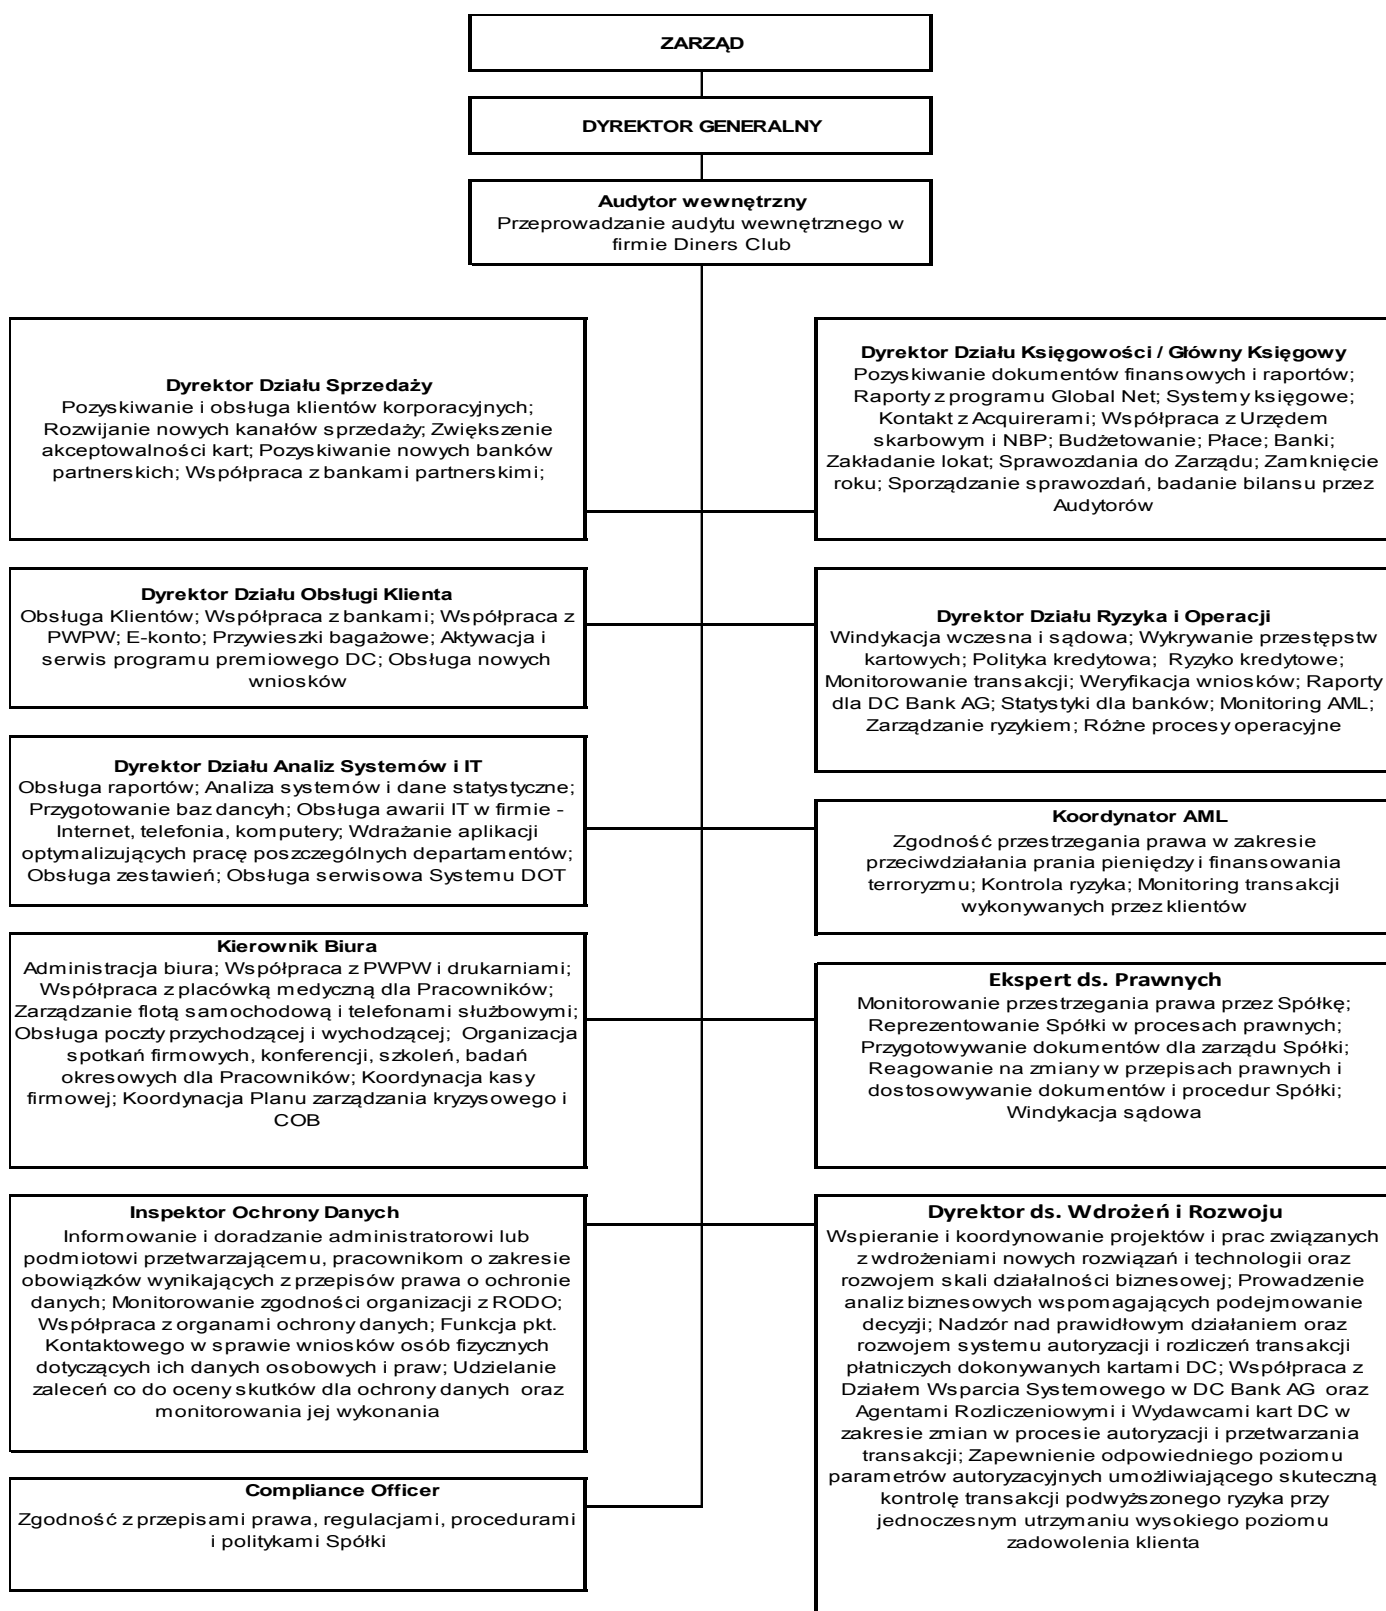 ZARZĄD
DYREKTOR GENERALNY
Audytor wewnętrzny
Przeprowadzanie audytu wewnętrznego w
firmie Diners Club
Dyrektor Działu Sprzedaży
Pozyskiwanie i obsługa klientów korporacyjnych;
Rozwijanie nowych kanałów sprzedaży; Zwiększenie
akceptowalności kart; Pozyskiwanie nowych banków
partnerskich; Współpraca z bankami partnerskimi;
Dyrektor Działu Księgowości / Główny Księgowy
Pozyskiwanie dokumentów finansowych i raportów;
Raporty z programu Global Net; Systemy księgowe;
Kontakt z Acquirerami; Współpraca z Urzędem
skarbowym i NBP; Budżetowanie; Płace; Banki;
Zakładanie lokat; Sprawozdania do Zarządu; Zamknięcie
roku; Sporządzanie sprawozdań, badanie bilansu przez
Audytorów
Dyrektor Działu Obsługi Klienta
Obsługa Klientów; Współpraca z bankami; Współpraca z
PWPW; E-konto; Przywieszki bagażowe; Aktywacja i
serwis programu premiowego DC; Obsługa nowych
wniosków
Dyrektor Działu Ryzyka i Operacji
Windykacja wczesna i sądowa; Wykrywanie przestępstw
kartowych; Polityka kredytowa; Ryzyko kredytowe;
Monitorowanie transakcji; Weryfikacja wniosków; Raporty
dla DC Bank AG; Statystyki dla banków; Monitoring AML;
Zarządzanie ryzykiem; Różne procesy operacyjne
Dyrektor Działu Analiz Systemów i IT
Obsługa raportów; Analiza systemów i dane statystyczne;
Przygotowanie baz dancyh; Obsługa awarii IT w firmie -
Internet, telefonia, komputery; Wdrażanie aplikacji
optymalizujących pracę poszczególnych departamentów;
Obsługa zestawień; Obsługa serwisowa Systemu DOT
Koordynator AML
Zgodność przestrzegania prawa w zakresie
przeciwdziałania prania pieniędzy i finansowania
terroryzmu; Kontrola ryzyka; Monitoring transakcji
wykonywanych przez klientów
Kierownik Biura
Administracja biura; Współpraca z PWPW i drukarniami;
Współpraca z placówką medyczną dla Pracowników;
Zarządzanie flotą samochodową i telefonami służbowymi;
Obsługa poczty przychodzącej i wychodzącej; Organizacja
spotkań firmowych, konferencji, szkoleń, badań
okresowych dla Pracowników; Koordynacja kasy
firmowej; Koordynacja Planu zarządzania kryzysowego i
COB
Ekspert ds. Prawnych
Monitorowanie przestrzegania prawa przez Spółkę;
Reprezentowanie Spółki w procesach prawnych;
Przygotowywanie dokumentów dla zarządu Spółki;
Reagowanie na zmiany w przepisach prawnych i
dostosowywanie dokumentów i procedur Spółki;
Windykacja sądowa
Inspektor Ochrony Danych
Informowanie i doradzanie administratorowi lub
podmiotowi przetwarzającemu, pracownikom o zakresie
obowiązków wynikających z przepisów prawa o ochronie
danych; Monitorowanie zgodności organizacji z RODO;
Współpraca z organami ochrony danych; Funkcja pkt.
Kontaktowego w sprawie wniosków osób fizycznych
dotyczących ich danych osobowych i praw; Udzielanie
zaleceń co do oceny skutków dla ochrony danych oraz
monitorowania jej wykonania
Dyrektor ds. Wdrożeń i Rozwoju
Wspieranie i koordynowanie projektów i prac związanych
z wdrożeniami nowych rozwiązań i technologii oraz
rozwojem skali działalności biznesowej; Prowadzenie
analiz biznesowych wspomagających podejmowanie
decyzji; Nadzór nad prawidłowym działaniem oraz
rozwojem systemu autoryzacji i rozliczeń transakcji
płatniczych dokonywanych kartami DC; Współpraca z
Działem Wsparcia Systemowego w DC Bank AG oraz
Agentami Rozliczeniowymi i Wydawcami kart DC w
zakresie zmian w procesie autoryzacji i przetwarzania
transakcji; Zapewnienie odpowiedniego poziomu
parametrów autoryzacyjnych umożliwiającego skuteczną
kontrolę transakcji podwyższonego ryzyka przy
jednoczesnym utrzymaniu wysokiego poziomu
zadowolenia klienta
Compliance Officer
Zgodność z przepisami prawa, regulacjami, procedurami
i politykami Spółki